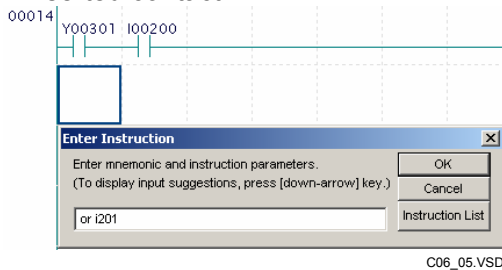 00014
Y00301 I00200
Enter Instruction
Enter mnemonic and instruction parameters.
(To display input suggestions, press [down-arrow] key.)
or i201
OK
Cancel
Instruction List
C06_05.VSD